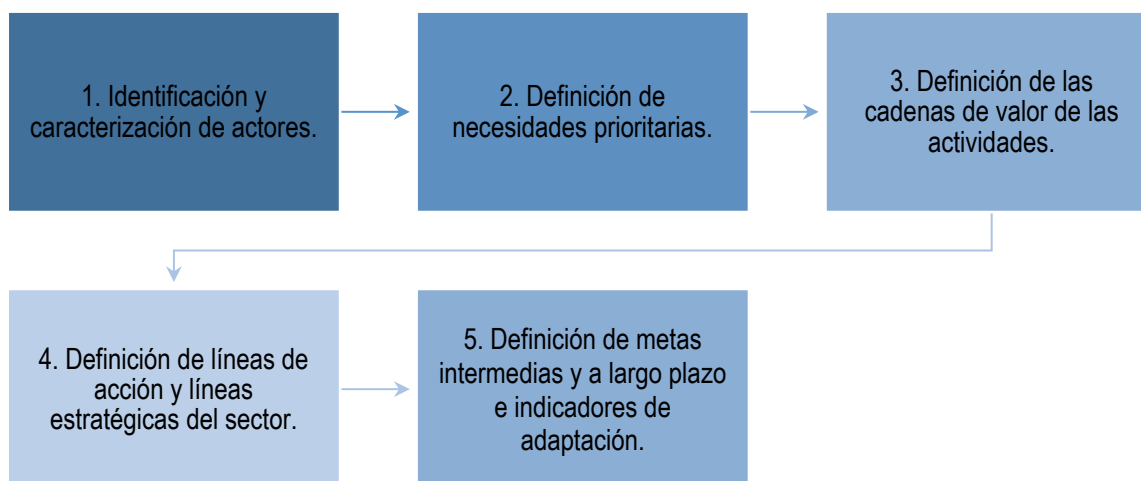 1. Identificación y
caracterización de actores.
2. Definición de
necesidades prioritarias.
3. Definición de las
cadenas de valor de las
actividades.
4. Definición de líneas de
acción y líneas
estratégicas del sector.
5. Definición de metas
intermedias y a largo plazo
e indicadores de
adaptación.